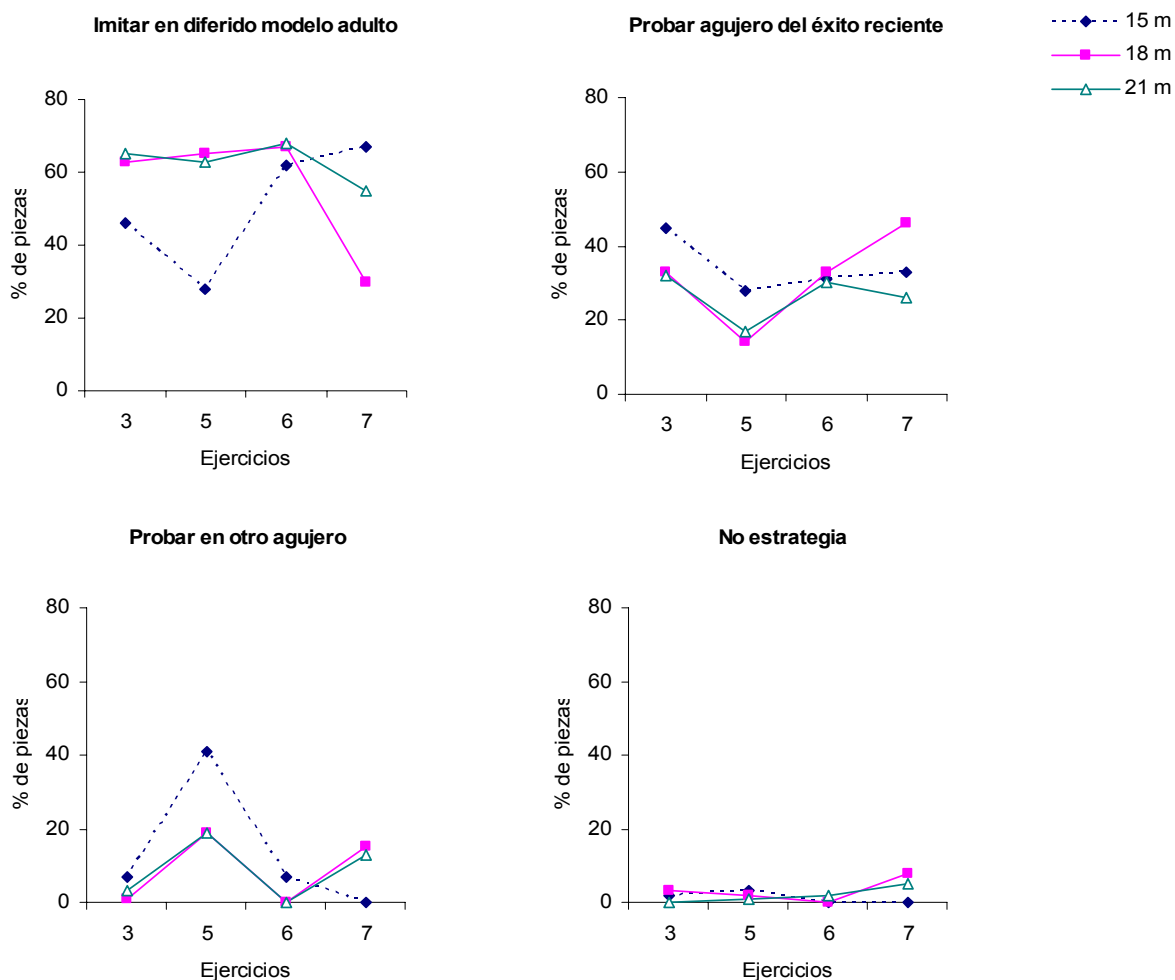 Imitar en diferido modelo adulto
80
60
40
20
0
% de piezas
3 5 6 7
Ejercicios
Probar agujero del éxito reciente
80
60
40
20
0
% de piezas
3 5 6 7
Ejercicios
15 m
18 m
21 m
Probar en otro agujero
80
60
40
20
0
% de piezas
3 5 6 7
Ejercicios
No estrategia
80
60
40
20
0
% de piezas
3 5 6 7
Ejercicios